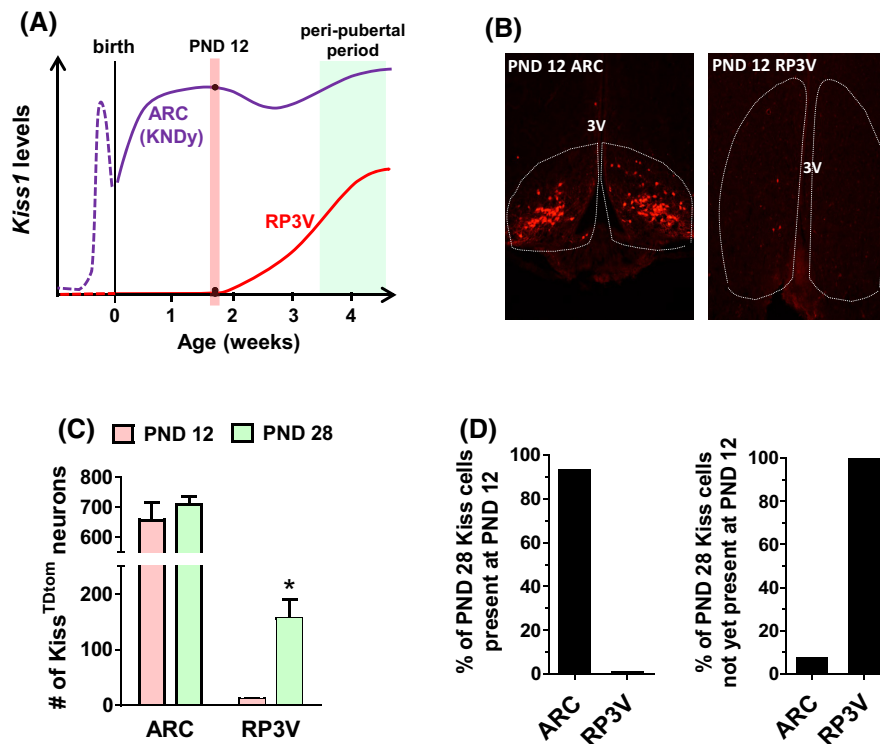 (A)
birth
PND 12
peri-pubertal
period
ARC
(KNDy)
RP3V
Kiss1 levels
0
1
2
3
4
Age (weeks)
(B)
PND 12 ARC
3V
PND 12 RP3V
3V
(C)
PND 12
PND 28
# of Kiss^TDtom neurons
800
700
600
200
100
0
*
ARC
RP3V
(D)
% of PND 28 Kiss cells
present at PND 12
100
80
60
40
20
0
ARC
RP3V
% of PND 28 Kiss cells
not yet present at PND 12
100
80
60
40
20
0
ARC
RP3V